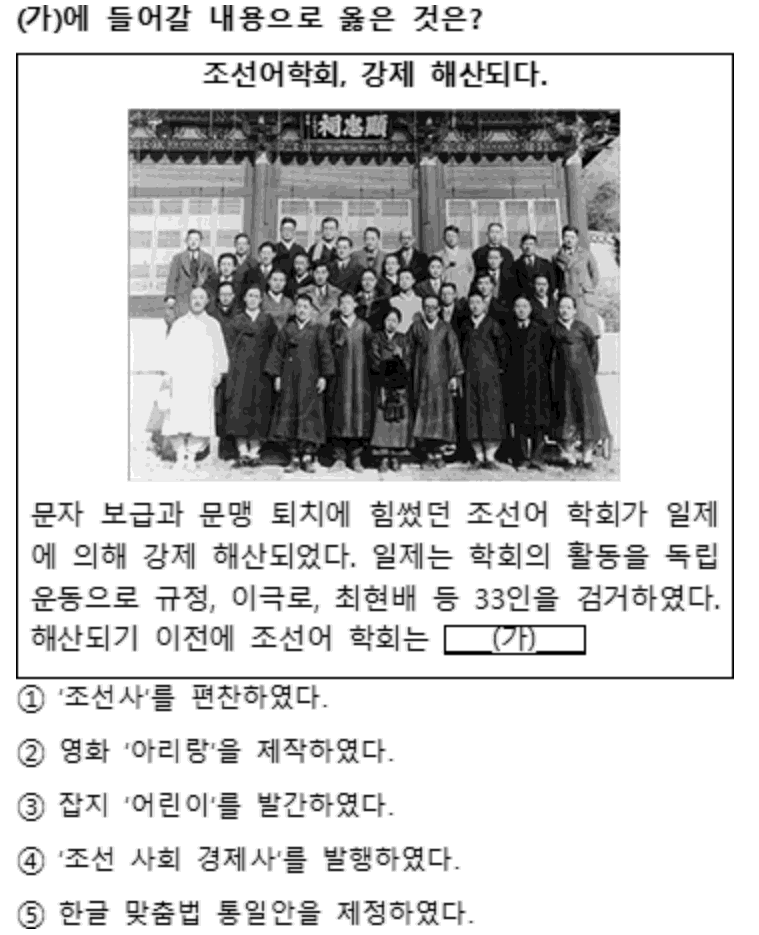 (가)에 들어갈 내용으로 옳은 것은?
조선어학회, 강제 해산되다.
顯忠祠
문자 보급과 문맹 퇴치에 힘썼던 조선어 학회가 일제
에 의해 강제 해산되었다. 일제는 학회의 활동을 독립
운동으로 규정, 이극로, 최현배 등 33인을 검거하였다.
해산되기 이전에 조선어 학회는 (가)
① '조선사'를 편찬하였다.
② 영화 '아리랑'을 제작하였다.
③ 잡지 '어린이'를 발간하였다.
④ '조선 사회 경제사'를 발행하였다.
⑤ 한글 맞춤법 통일안을 제정하였다.